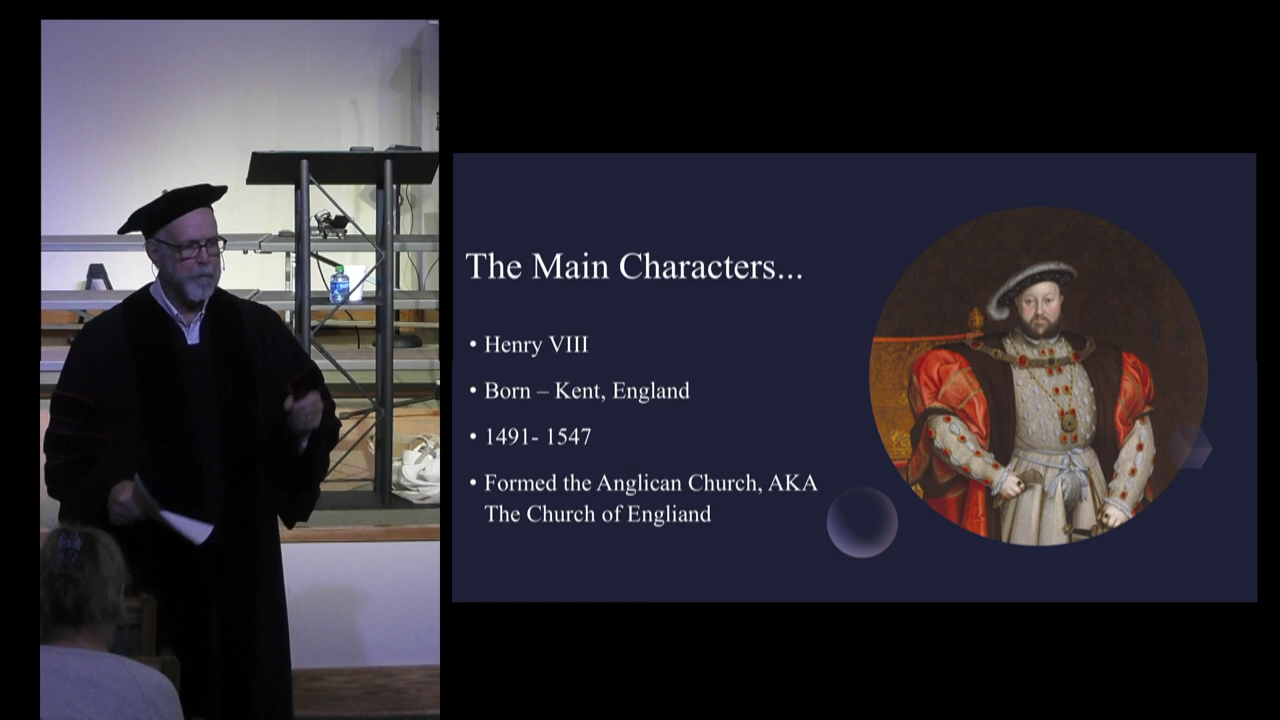 The Main Characters...
• Henry VIII
• Born – Kent, England
• 1491- 1547
• Formed the Anglican Church, AKA
The Church of Engliand